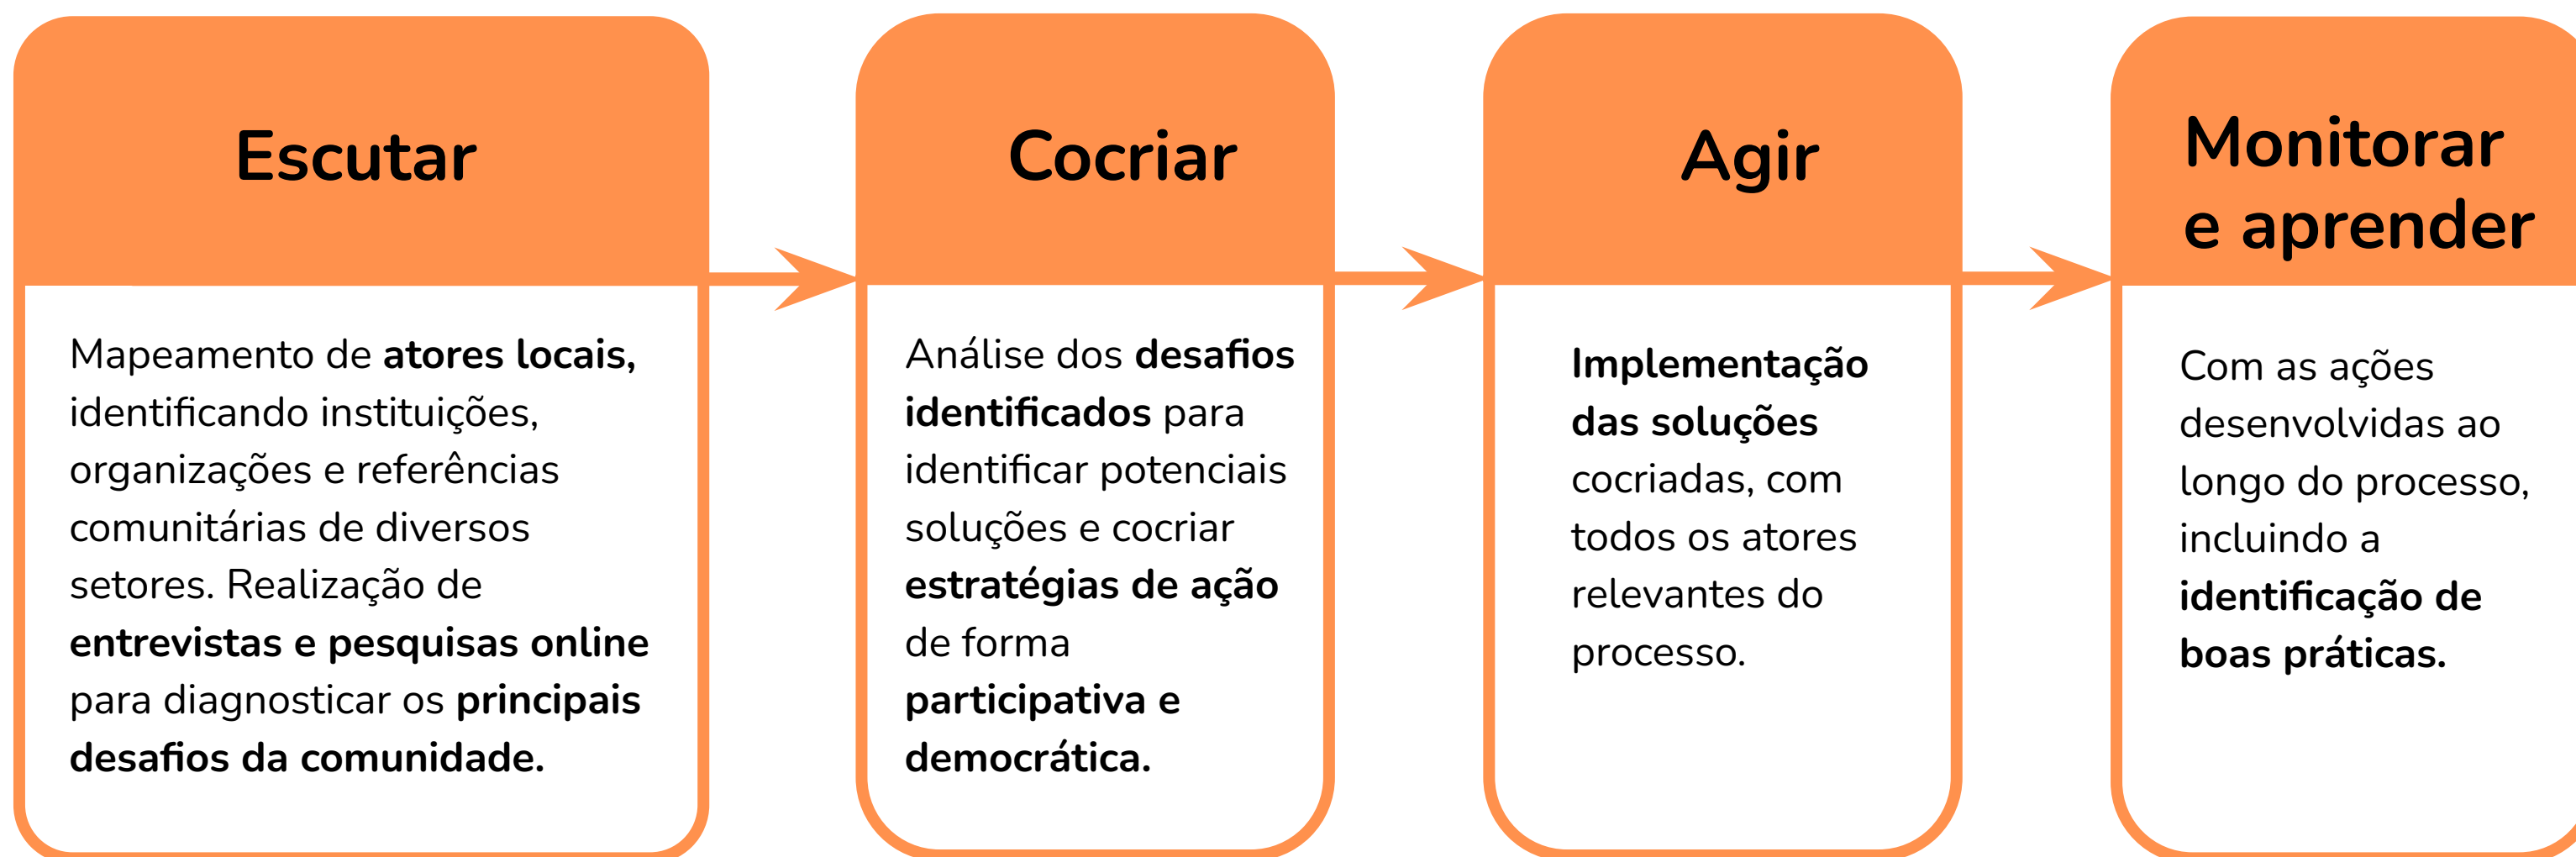 Escutar
Mapeamento de atores locais,
identificando instituições,
organizações e referências
comunitárias de diversos
setores. Realização de
entrevistas e pesquisas online
para diagnosticar os principais
desafios da comunidade.
Cocriar
Análise dos desafios
identificados para
identificar potenciais
soluções e cocriar
estratégias de ação
de forma
participativa e
democrática.
Agir
Implementação
das soluções
cocriadas, com
todos os atores
relevantes do
processo.
Monitorar
e aprender
Com as ações
desenvolvidas ao
longo do processo,
incluindo a
identificação de
boas práticas.